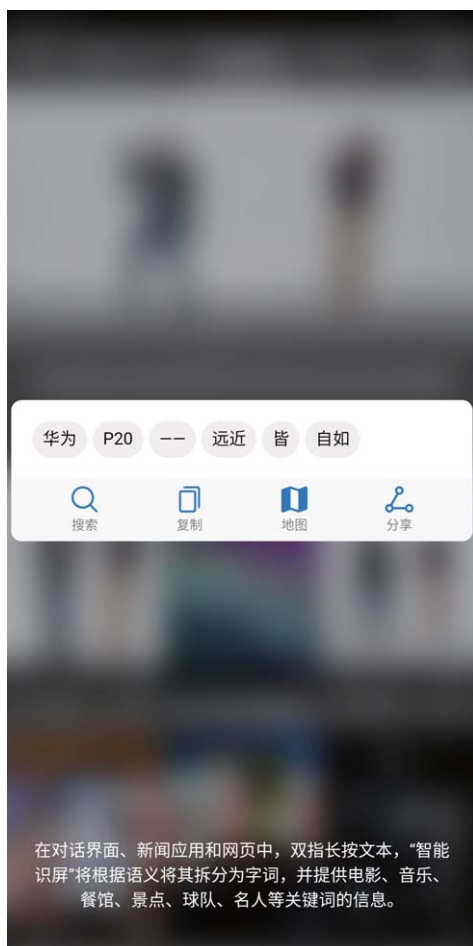 华为 P20 —— 远近 皆 自如
搜索 复制 地图 分享
在对话界面、新闻应用和网页中，双指长按文本，“智能
识屏”将根据语义将其拆分为字词，并提供电影、音乐、
餐馆、景点、球队、名人等关键词的信息。